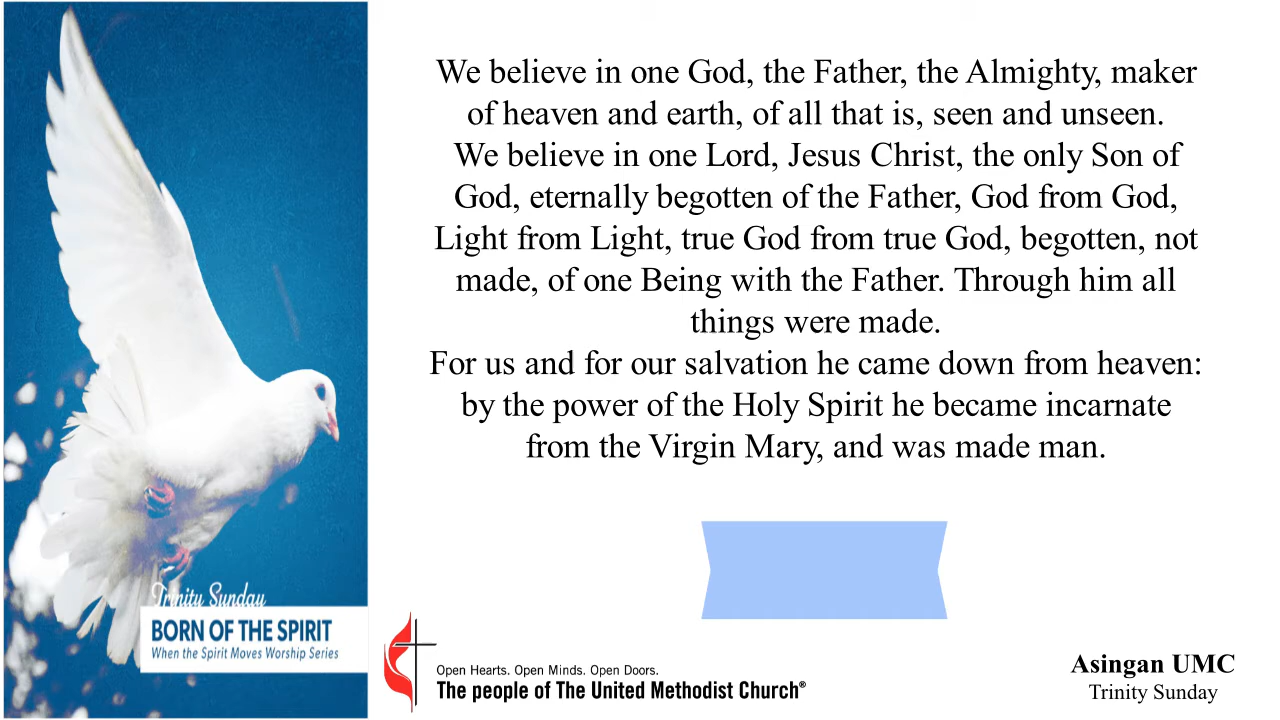 We believe in one God, the Father, the Almighty, maker
of heaven and earth, of all that is, seen and unseen.
We believe in one Lord, Jesus Christ, the only Son of
God, eternally begotten of the Father, God from God,
Light from Light, true God from true God, begotten, not
made, of one Being with the Father. Through him all
things were made.
For us and for our salvation he came down from heaven:
by the power of the Holy Spirit he became incarnate
from the Virgin Mary, and was made man.
Trinity Sunday
BORN OF THE SPIRIT
When the Spirit Moves Worship Series
Open Hearts. Open Minds. Open Doors.
The people of The United Methodist Church®
Asingan UMC
Trinity Sunday